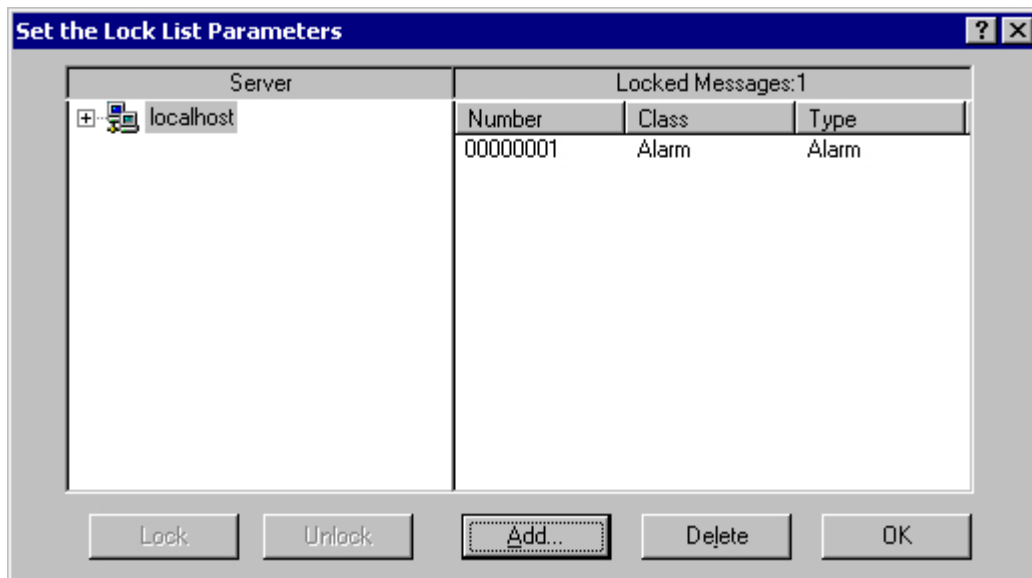 Set the Lock List Parameters
Server
Locked Messages:1
localhost
Number Class Type
00000001 Alarm Alarm
Lock Unlock Add... Delete OK